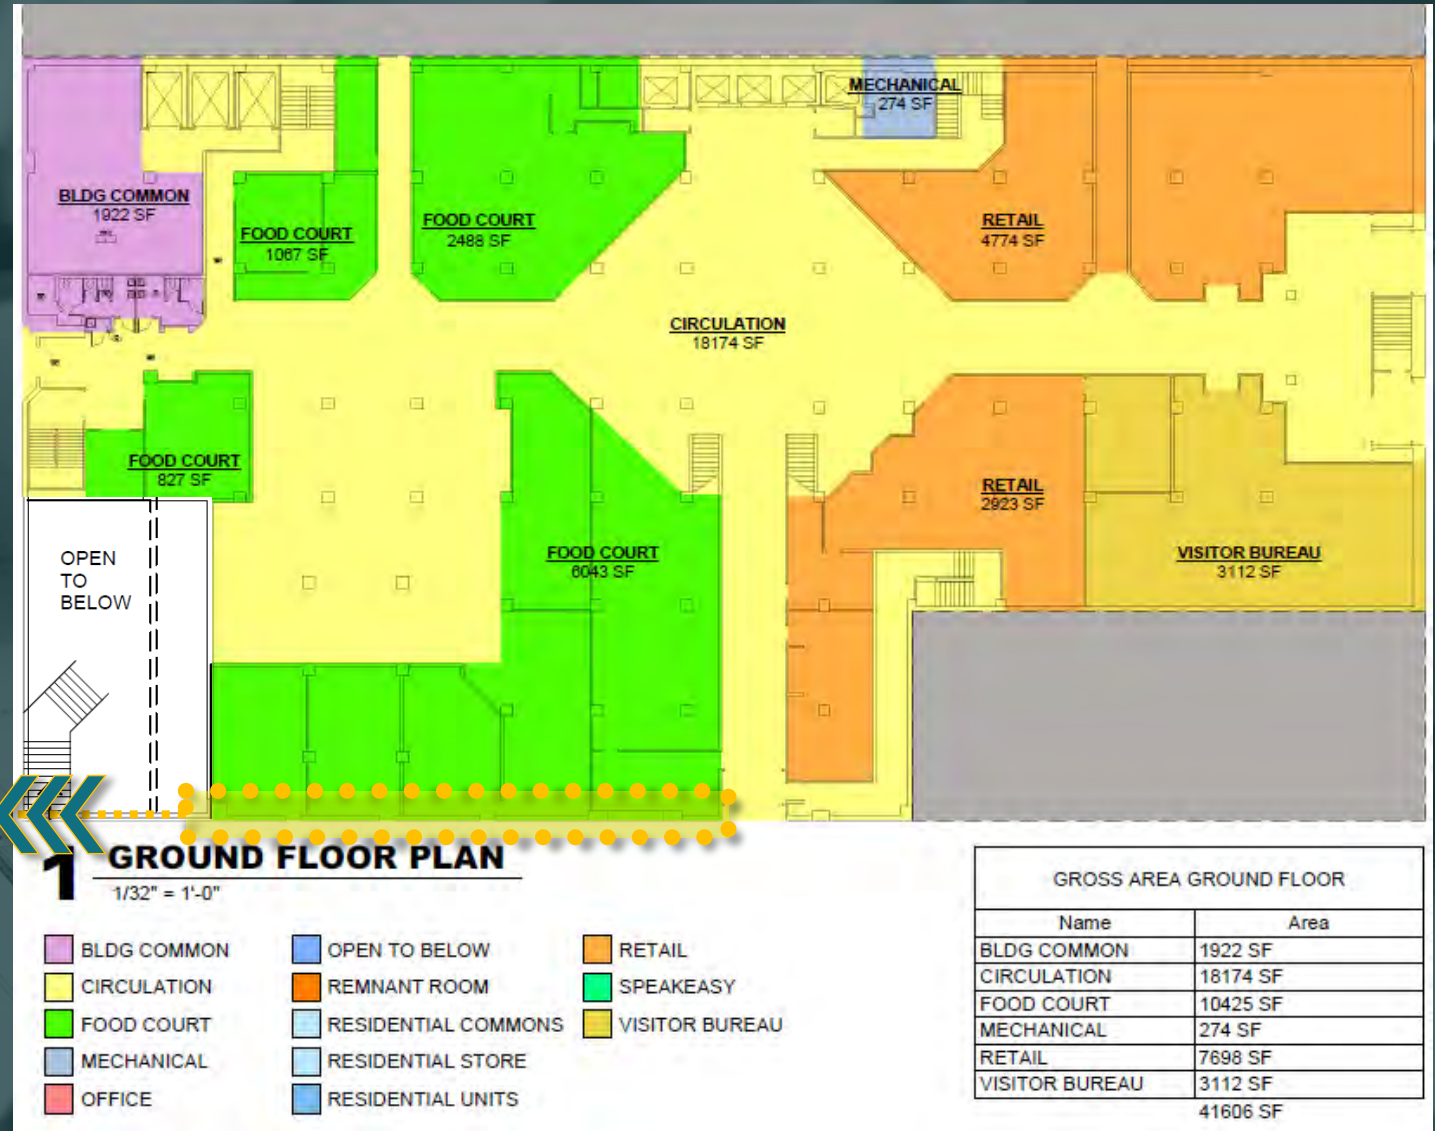 MECHANICAL
274 SF
BLDG COMMON
1922 SF
FOOD COURT
1067 SF
FOOD COURT
2488 SF
RETAIL
4774 SF
CIRCULATION
18174 SF
FOOD COURT
827 SF
RETAIL
2923 SF
OPEN
TO
BELOW
FOOD COURT
6043 SF
VISITOR BUREAU
3112 SF
1 GROUND FLOOR PLAN
1/32" = 1'-0"
BLDG COMMON
CIRCULATION
FOOD COURT
MECHANICAL
OFFICE
OPEN TO BELOW
REMNANT ROOM
RESIDENTIAL COMMONS
RESIDENTIAL STORE
RESIDENTIAL UNITS
RETAIL
SPEAKEASY
VISITOR BUREAU
GROSS AREA GROUND FLOOR
Name Area
BLDG COMMON 1922 SF
CIRCULATION 18174 SF
FOOD COURT 10425 SF
MECHANICAL 274 SF
RETAIL 7698 SF
VISITOR BUREAU 3112 SF
41606 SF